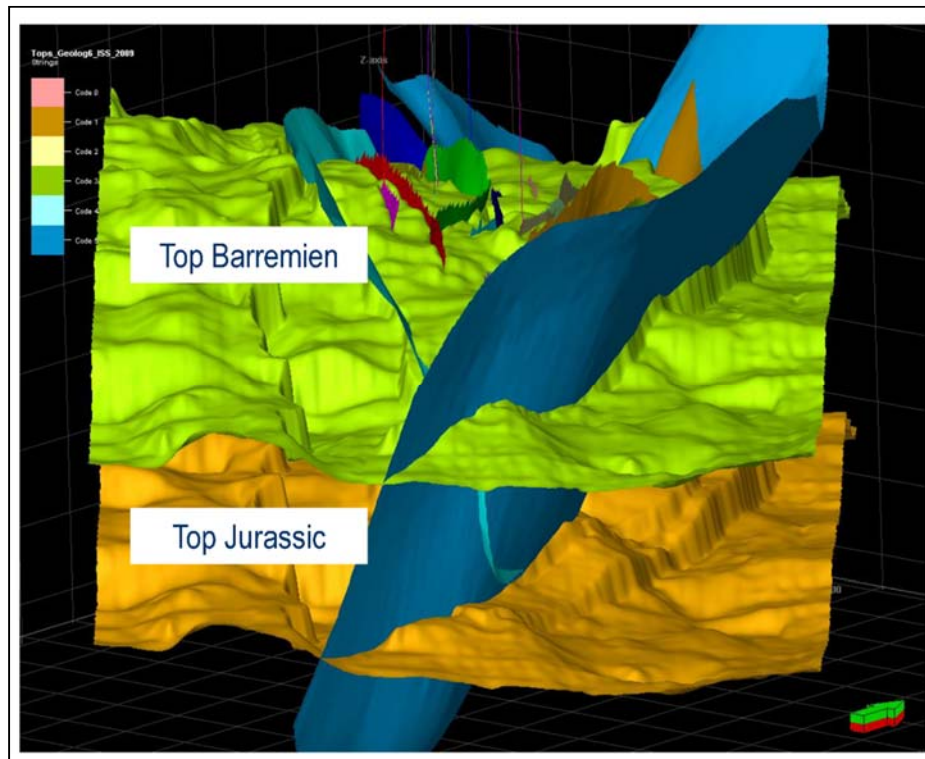 Tops_Geolog6_ISS_2009
Strings
Code 0
Code 1
Code 2
Code 3
Code 4
Code 5
Z-axis
Top Barremien
Top Jurassic